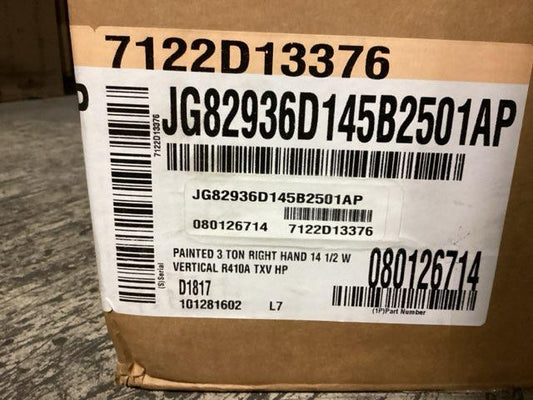 7122D13376
P
7122D13376
JG82936D145B2501AP
JG82936D145B2501AP
080126714 7122D13376
PAINTED 3 TON RIGHT HAND 14 1/2 W
VERTICAL R410A TXV HP
080126714
D1817
101281602 L7
(S)Serial
(1P)Part Number